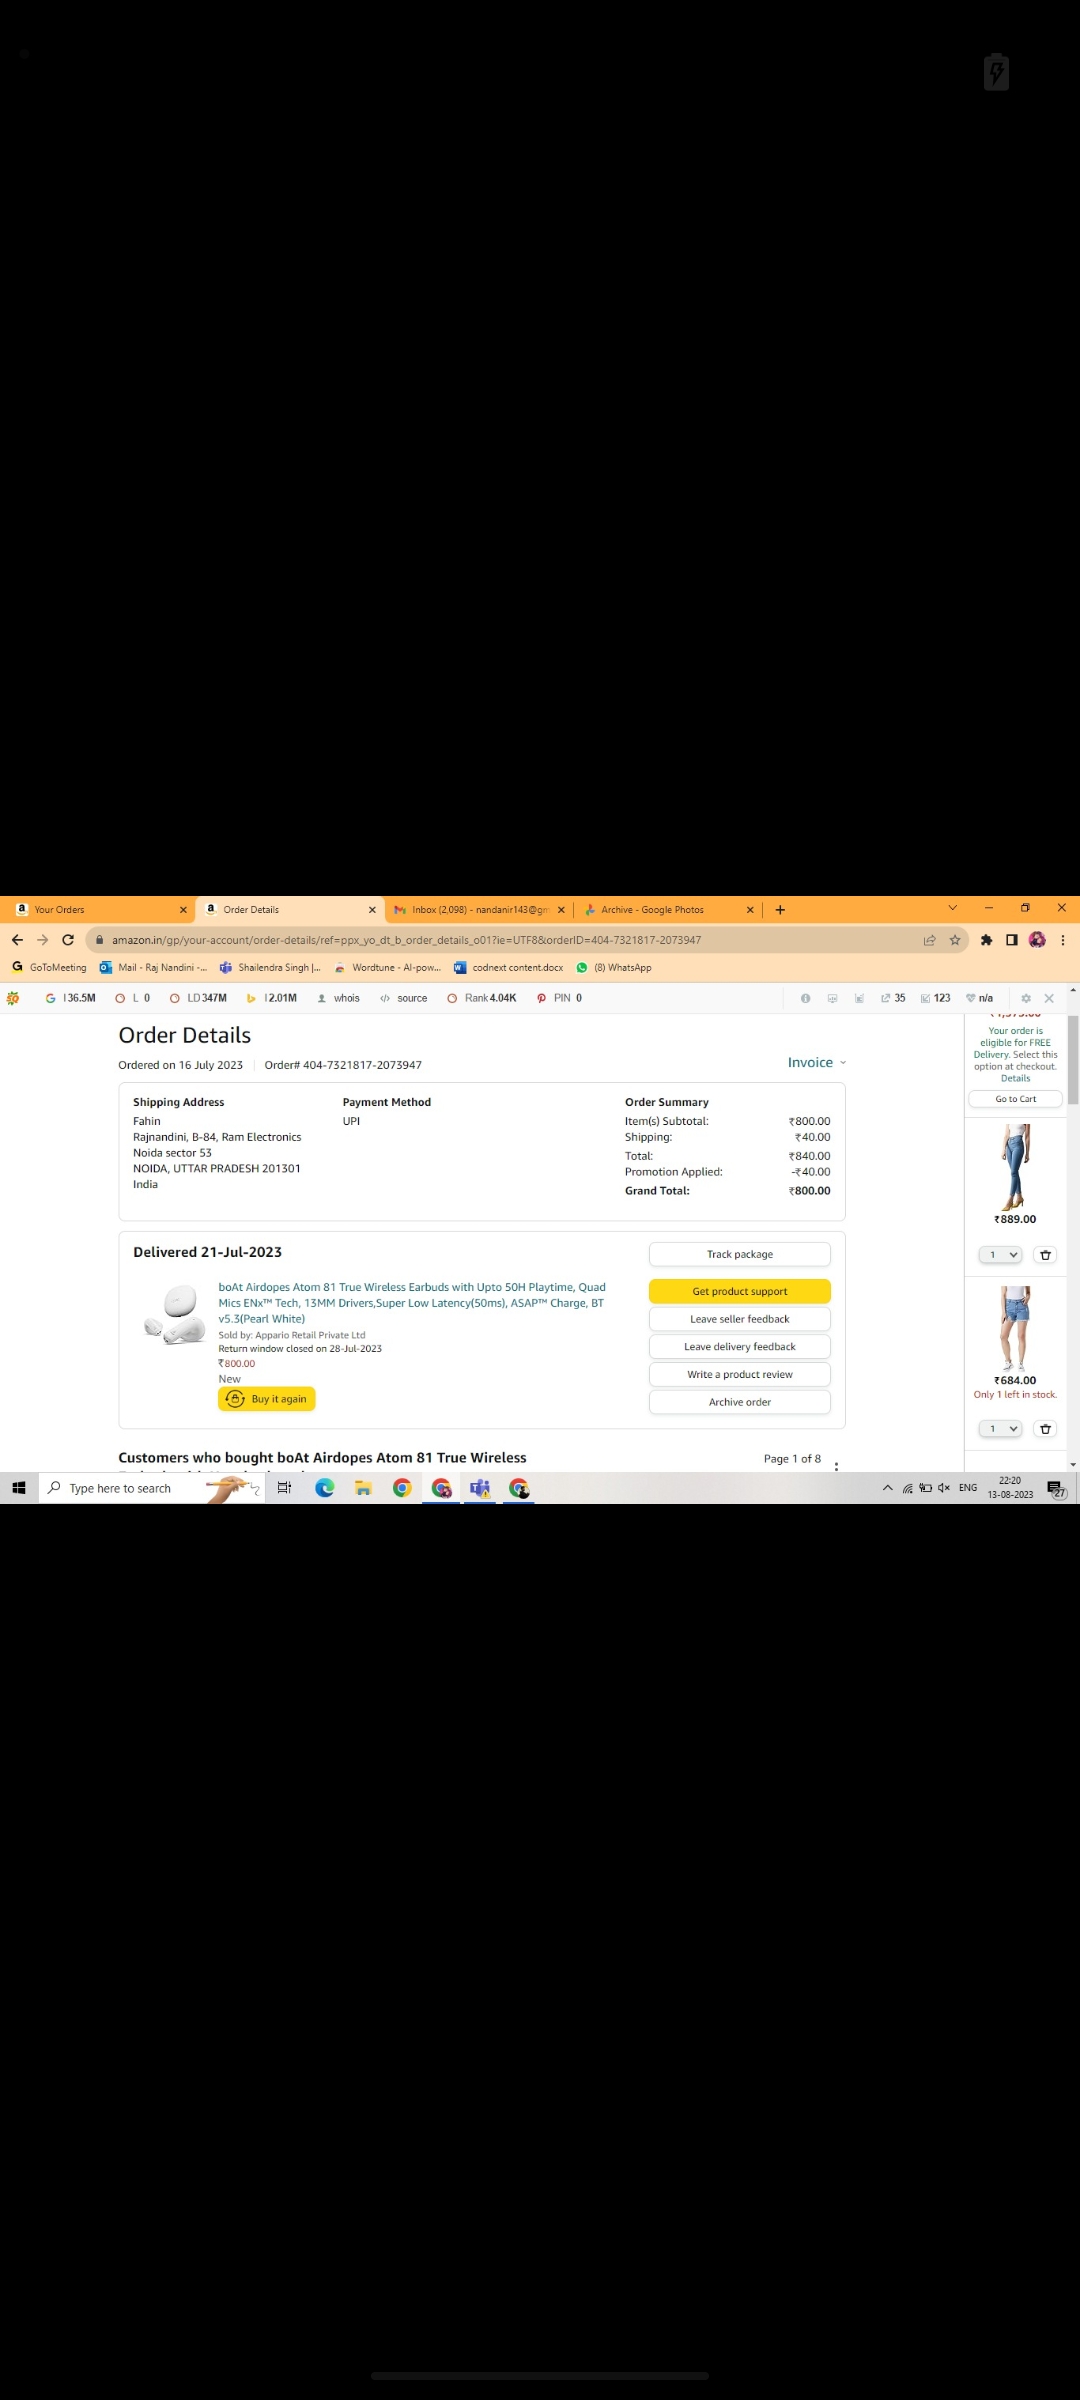 Your Orders
Order Details
Inbox (2,098) - nandanir143@gm
Archive - Google Photos
amazon.in/gp/your-account/order-details/ref=ppx_yo_dt_b_order_details_o01?ie=UTF8&orderID=404-7321817-2073947
GoToMeeting
Mail - Raj Nandini -...
Shailendra Singh |...
Wordtune - AI-pow...
codnext content.docx
(8) WhatsApp
I 36.5M
L 0
LD 347M
I 2.01M
whois
source
Rank 4.04K
PIN 0
35
123
n/a
Order Details
Ordered on 16 July 2023
Order# 404-7321817-2073947
Invoice
Shipping Address
Fahin
Rajnandini, B-84, Ram Electronics
Noida sector 53
NOIDA, UTTAR PRADESH 201301
India
Payment Method
UPI
Order Summary
Item(s) Subtotal: ₹800.00
Shipping: ₹40.00
Total: ₹840.00
Promotion Applied: -₹40.00
Grand Total: ₹800.00
Delivered 21-Jul-2023
boAt Airdopes Atom 81 True Wireless Earbuds with Upto 50H Playtime, Quad
Mics ENx™ Tech, 13MM Drivers,Super Low Latency(50ms), ASAP™ Charge, BT
v5.3(Pearl White)
Sold by: Appario Retail Private Ltd
Return window closed on 28-Jul-2023
₹800.00
New
Buy it again
Track package
Get product support
Leave seller feedback
Leave delivery feedback
Write a product review
Archive order
Customers who bought boAt Airdopes Atom 81 True Wireless
Page 1 of 8
Your order is
eligible for FREE
Delivery. Select this
option at checkout.
Details
Go to Cart
₹889.00
1
₹684.00
Only 1 left in stock.
1
Type here to search
ENG
22:20
13-08-2023
27